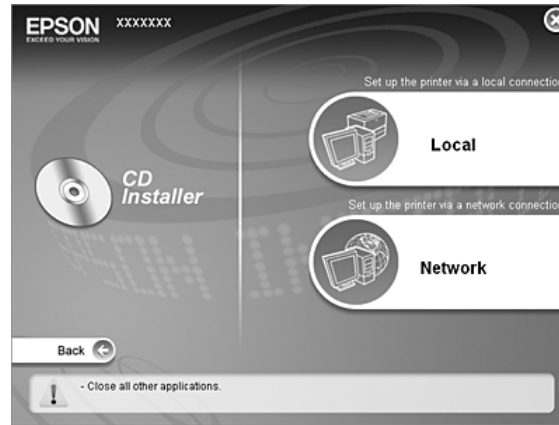 EPSON XXXXXXX
EXCEED YOUR VISION
Set up the printer via a local connection
Local
CD
Installer
Set up the printer via a network connection
Network
Back
- Close all other applications.